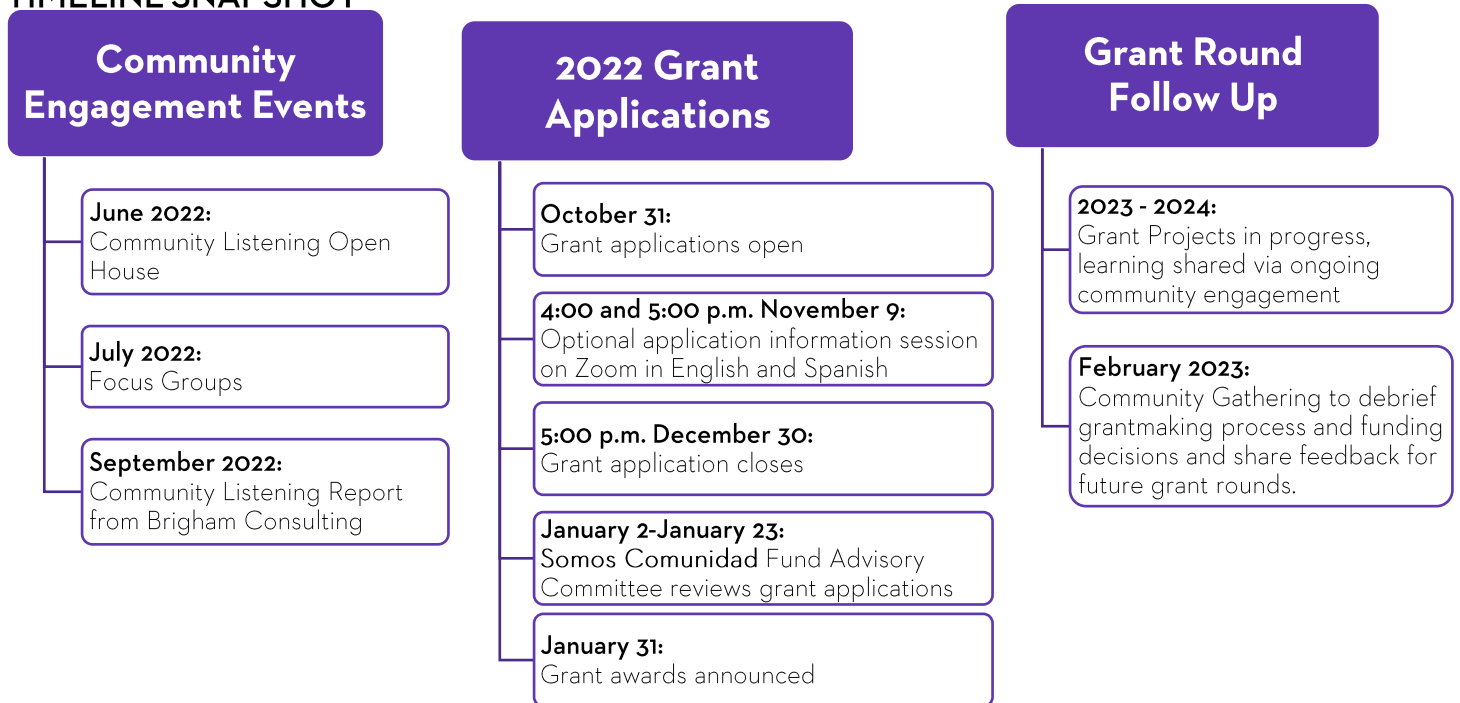 TIMELINE SNAPSHOT
Community
Engagement Events
June 2022:
Community Listening Open
House
July 2022:
Focus Groups
September 2022:
Community Listening Report
from Brigham Consulting
2022 Grant
Applications
October 31:
Grant applications open
4:00 and 5:00 p.m. November 9:
Optional application information session
on Zoom in English and Spanish
5:00 p.m. December 30:
Grant application closes
January 2-January 23:
Somos Comunidad Fund Advisory
Committee reviews grant applications
January 31:
Grant awards announced
Grant Round
Follow Up
2023 - 2024:
Grant Projects in progress,
learning shared via ongoing
community engagement
February 2023:
Community Gathering to debrief
grantmaking process and funding
decisions and share feedback for
future grant rounds.